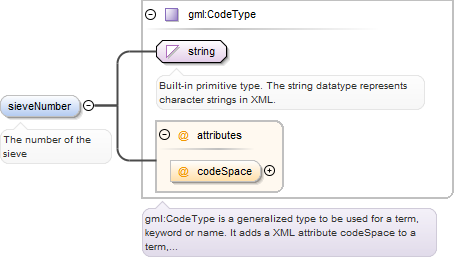 gml:CodeType
string
Built-in primitive type. The string datatype represents
character strings in XML.
sieveNumber
The number of the
sieve
@ attributes
@ codeSpace
gml:CodeType is a generalized type to be used for a term,
keyword or name. It adds a XML attribute codeSpace to a
term,...